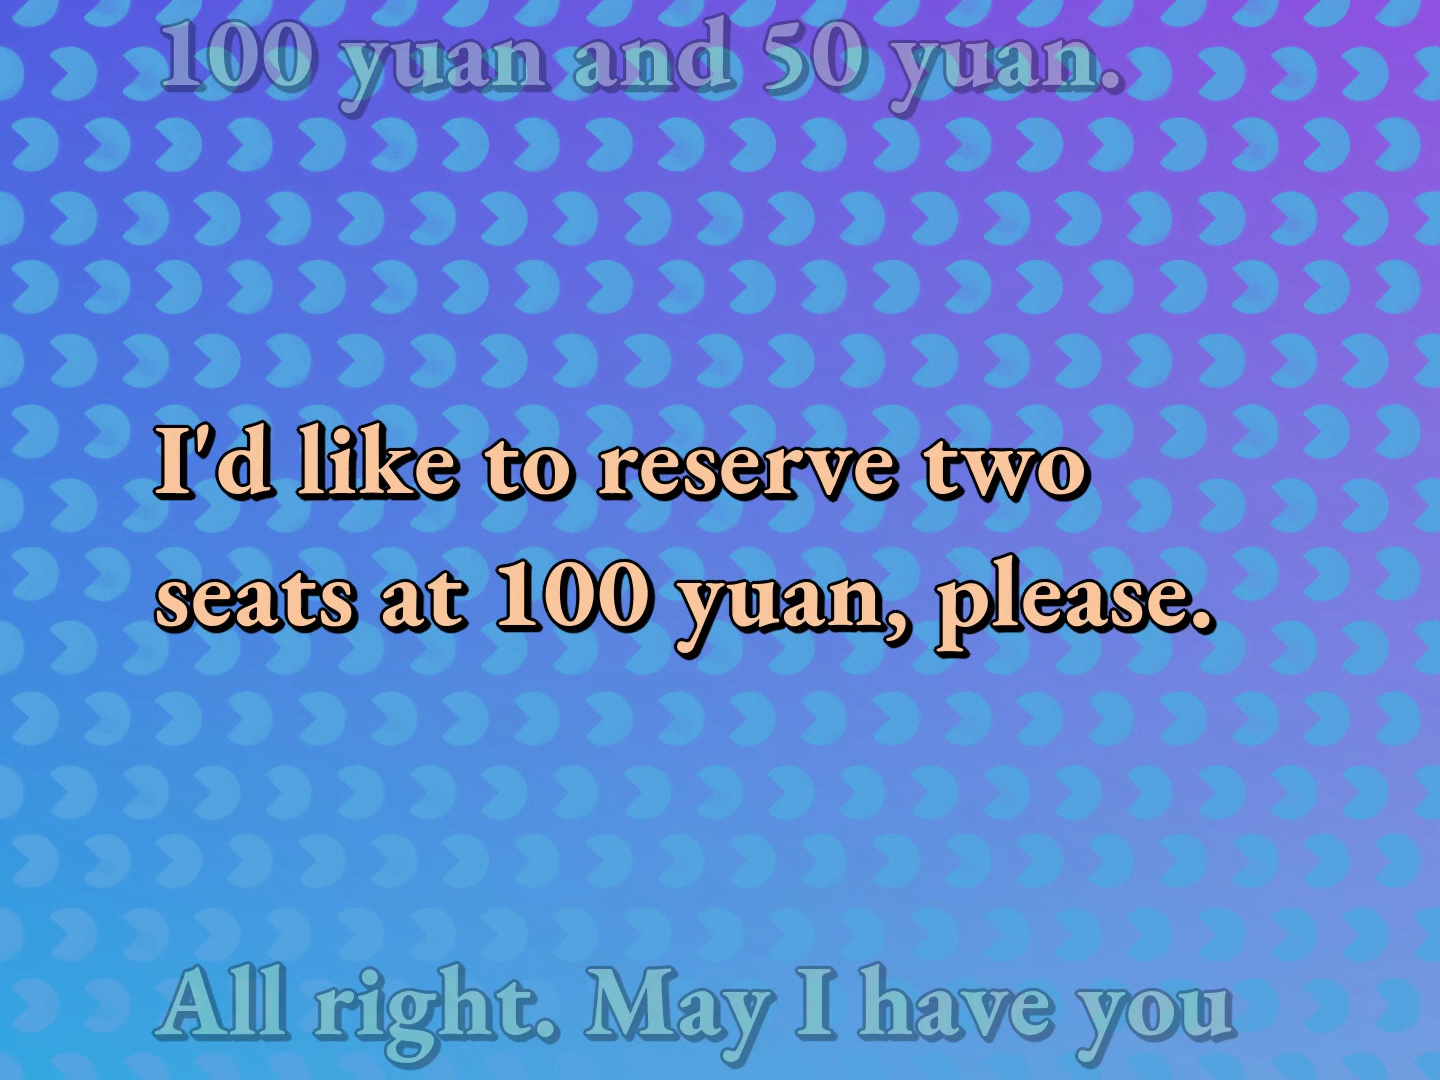 100 yuan and 50 yuan.
I'd like to reserve two
seats at 100 yuan, please.
All right. May I have you